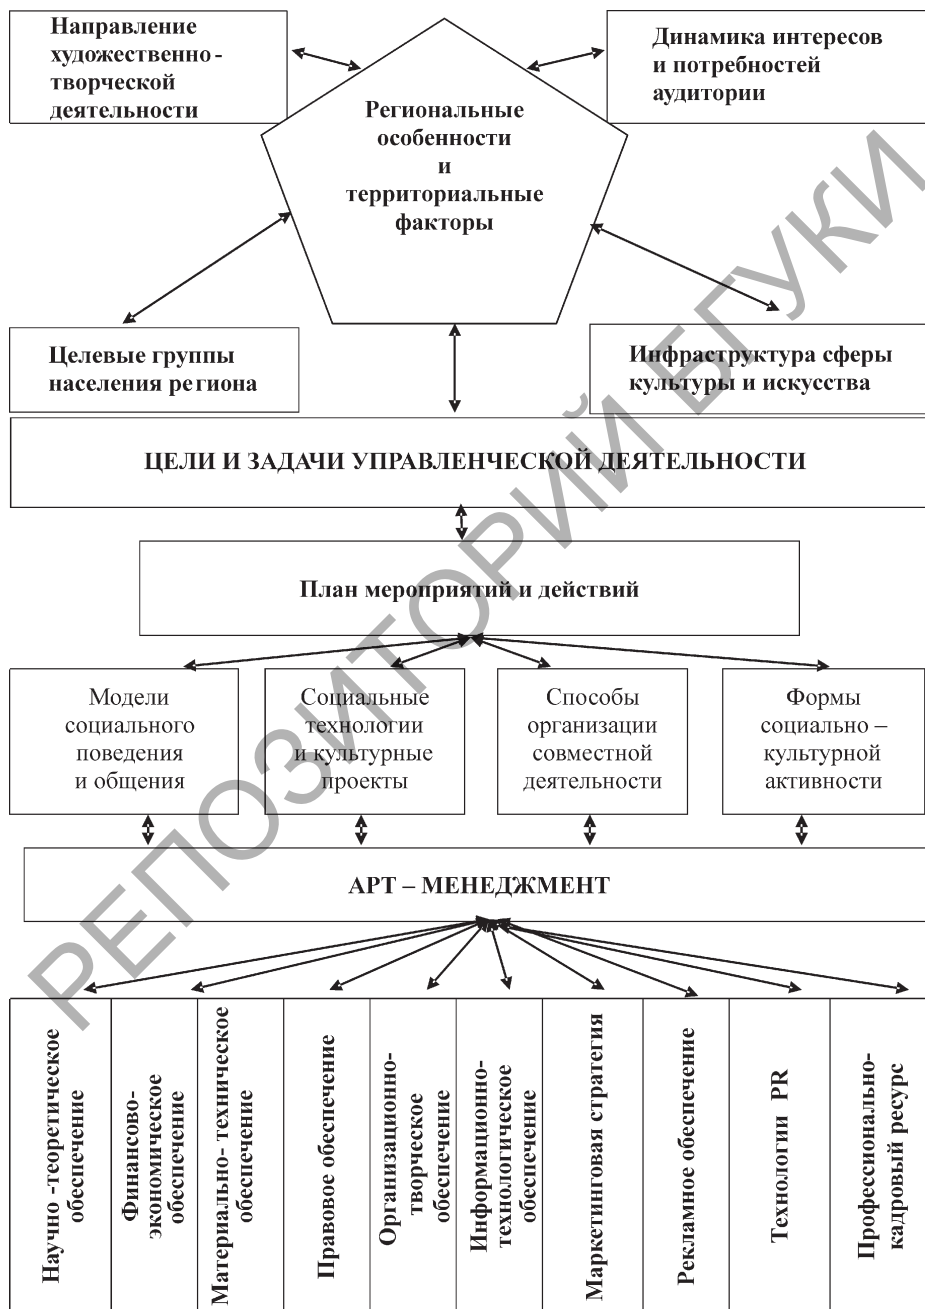 Направление
художественно-
творческой
деятельности
Динамика интересов
и потребностей
аудитории
Региональные
особенности
и
территориальные
факторы
Целевые группы
населения региона
Инфраструктура сферы
культуры и искусства
ЦЕЛИ И ЗАДАЧИ УПРАВЛЕНЧЕСКОЙ ДЕЯТЕЛЬНОСТИ
План мероприятий и действий
Модели
социального
поведения
и общения
Социальные
технологии
и культурные
проекты
Способы
организации
совместной
деятельности
Формы
социально –
культурной
активности
АРТ – МЕНЕДЖМЕНТ
Научно -теоретическое
обеспечение
Финансово-
экономическое
обеспечение
Материально- техническое
обеспечение
Правовое обеспечение
Организационно-
творческое
обеспечение
Информационно-
технологическое
обеспечение
Маркетинговая стратегия
Рекламное обеспечение
Технологии PR
Профессионально-
кадровый ресурс
РЕПОЗИТОРИЙ БГУКИ